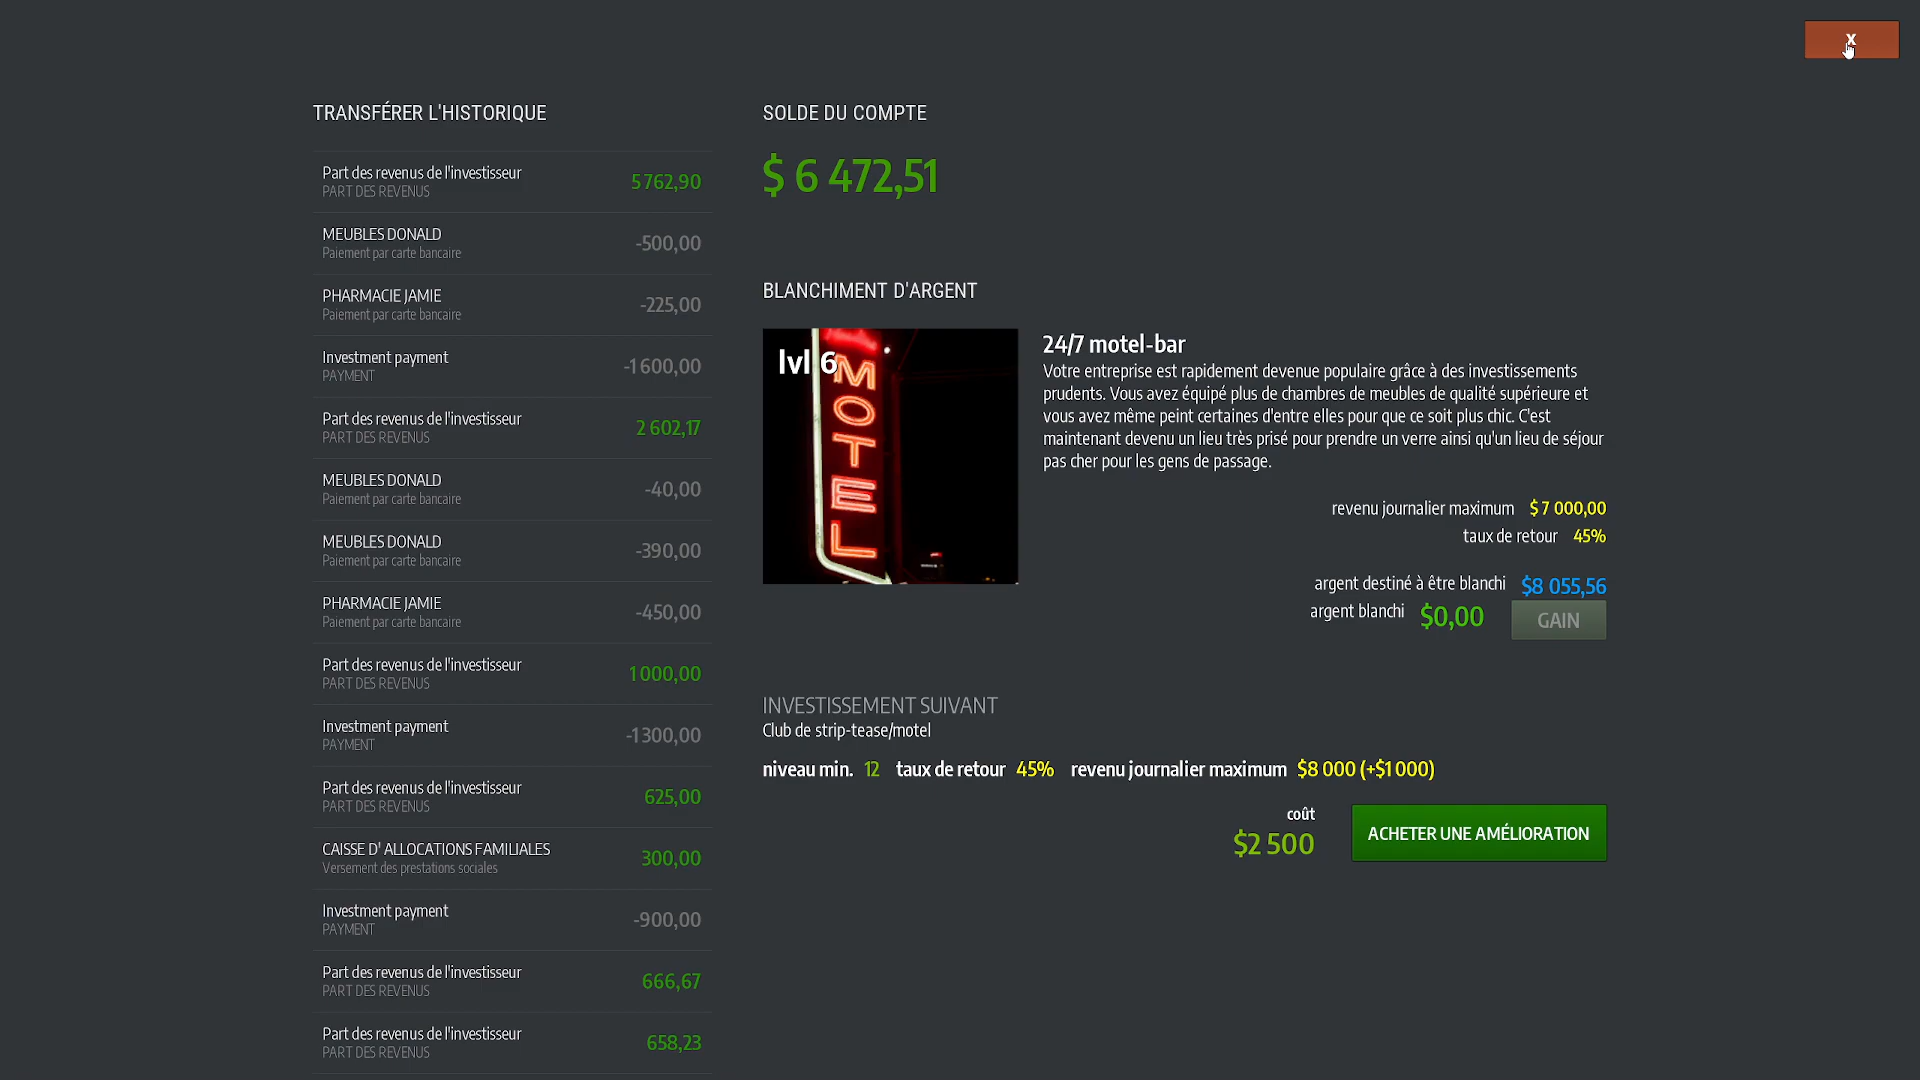 x
TRANSFÉRER L'HISTORIQUE
Part des revenus de l'investisseur
PART DES REVENUS
5 762,90
MEUBLES DONALD
Paiement par carte bancaire
-500,00
PHARMACIE JAMIE
Paiement par carte bancaire
-225,00
Investment payment
PAYMENT
-1 600,00
Part des revenus de l'investisseur
PART DES REVENUS
2 602,17
MEUBLES DONALD
Paiement par carte bancaire
-40,00
MEUBLES DONALD
Paiement par carte bancaire
-390,00
PHARMACIE JAMIE
Paiement par carte bancaire
-450,00
Part des revenus de l'investisseur
PART DES REVENUS
1 000,00
Investment payment
PAYMENT
-1 300,00
Part des revenus de l'investisseur
PART DES REVENUS
625,00
CAISSE D' ALLOCATIONS FAMILIALES
Versement des prestations sociales
300,00
Investment payment
PAYMENT
-900,00
Part des revenus de l'investisseur
PART DES REVENUS
666,67
Part des revenus de l'investisseur
PART DES REVENUS
658,23
SOLDE DU COMPTE
$ 6 472,51
BLANCHIMENT D'ARGENT
lvl 6
MOTEL
24/7 motel-bar
Votre entreprise est rapidement devenue populaire grâce à des investissements
prudents. Vous avez équipé plus de chambres de meubles de qualité supérieure et
vous avez même peint certaines d'entre elles pour que ce soit plus chic. C'est
maintenant devenu un lieu très prisé pour prendre un verre ainsi qu'un lieu de séjour
pas cher pour les gens de passage.
revenu journalier maximum $ 7 000,00
taux de retour 45%
argent destiné à être blanchi $8 055,56
argent blanchi $0,00 GAIN
INVESTISSEMENT SUIVANT
Club de strip-tease/motel
niveau min. 12 taux de retour 45% revenu journalier maximum $8 000 (+$1 000)
coût
$2 500
ACHETER UNE AMÉLIORATION